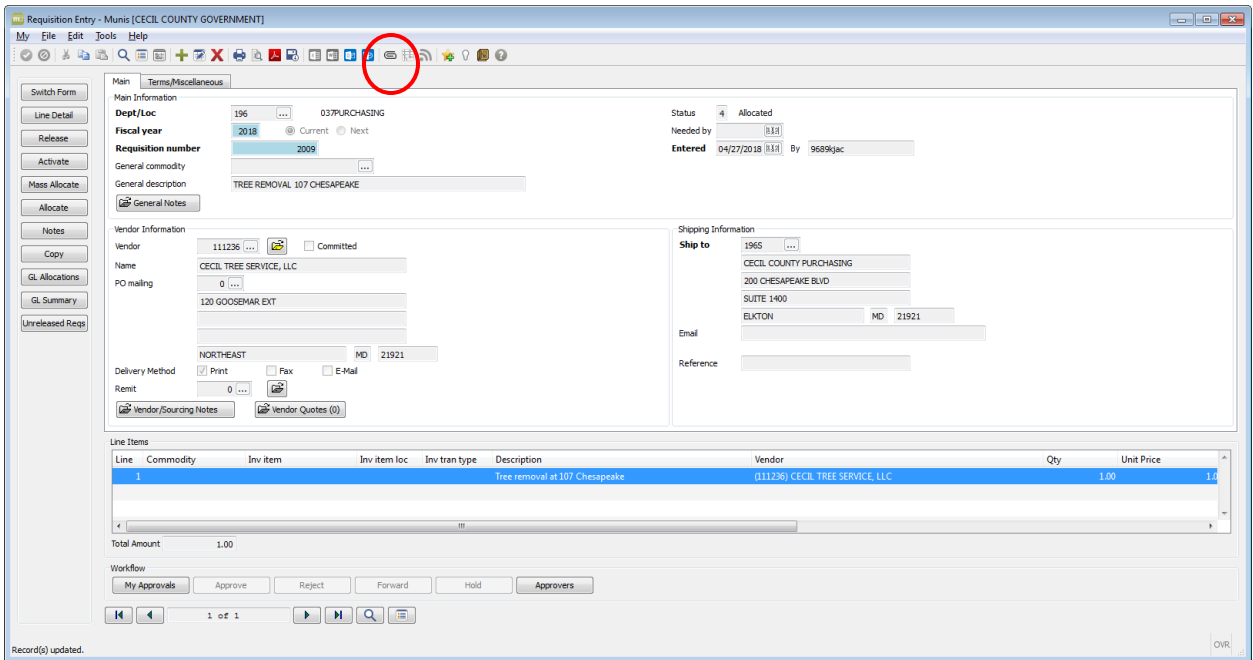 Requisition Entry - Munis [CECIL COUNTY GOVERNMENT]
My File Edit Tools Help
Switch Form
Line Detail
Release
Activate
Mass Allocate
Allocate
Notes
Copy
GL Allocations
GL Summary
Unreleased Reqs
Main Terms/Miscellaneous
Main Information
Dept/Loc 196 ... 037PURCHASING
Fiscal year 2018 Current Next
Requisition number 2009
General commodity ...
General description TREE REMOVAL 107 CHESAPEAKE
General Notes
Status 4 Allocated
Needed by
Entered 04/27/2018 By 9689kjac
Vendor Information
Vendor 111236 ... Committed
Name CECIL TREE SERVICE, LLC
PO mailing 0 ...
120 GOOSEMAR EXT
NORTHEAST MD 21921
Delivery Method Print Fax E-Mail
Remit 0 ...
Vendor/Sourcing Notes Vendor Quotes (0)
Shipping Information
Ship to 196S ...
CECIL COUNTY PURCHASING
200 CHESAPEAKE BLVD
SUITE 1400
ELKTON MD 21921
Email
Reference
Line Items
Line Commodity Inv item Inv item loc Inv tran type Description Vendor Qty Unit Price
1 Tree removal at 107 Chesapeake (111236) CECIL TREE SERVICE, LLC 1.00 1.0
Total Amount 1.00
Workflow
My Approvals Approve Reject Forward Hold Approvers
1 of 1
Record(s) updated. OVR